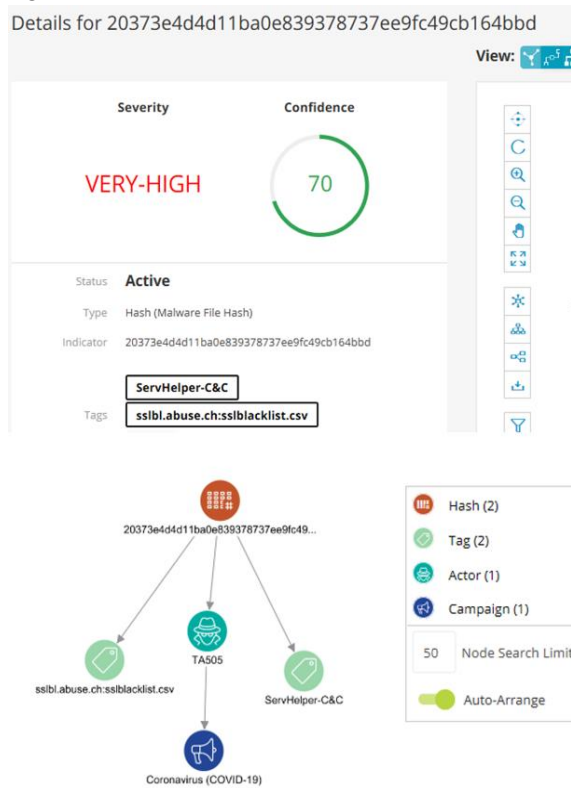 Details for 20373e4d4d11ba0e839378737ee9fc49cb164bbd
View:
Severity
Confidence
VERY-HIGH
70
Status Active
Type Hash (Malware File Hash)
Indicator 20373e4d4d11ba0e839378737ee9fc49cb164bbd
ServHelper-C&C
Tags sslbl.abuse.ch:sslblacklist.csv
20373e4d4d11ba0e839378737ee9fc49...
TA505
sslbl.abuse.ch:sslblacklist.csv
ServHelper-C&C
Coronavirus (COVID-19)
Hash (2)
Tag (2)
Actor (1)
Campaign (1)
50 Node Search Limit
Auto-Arrange